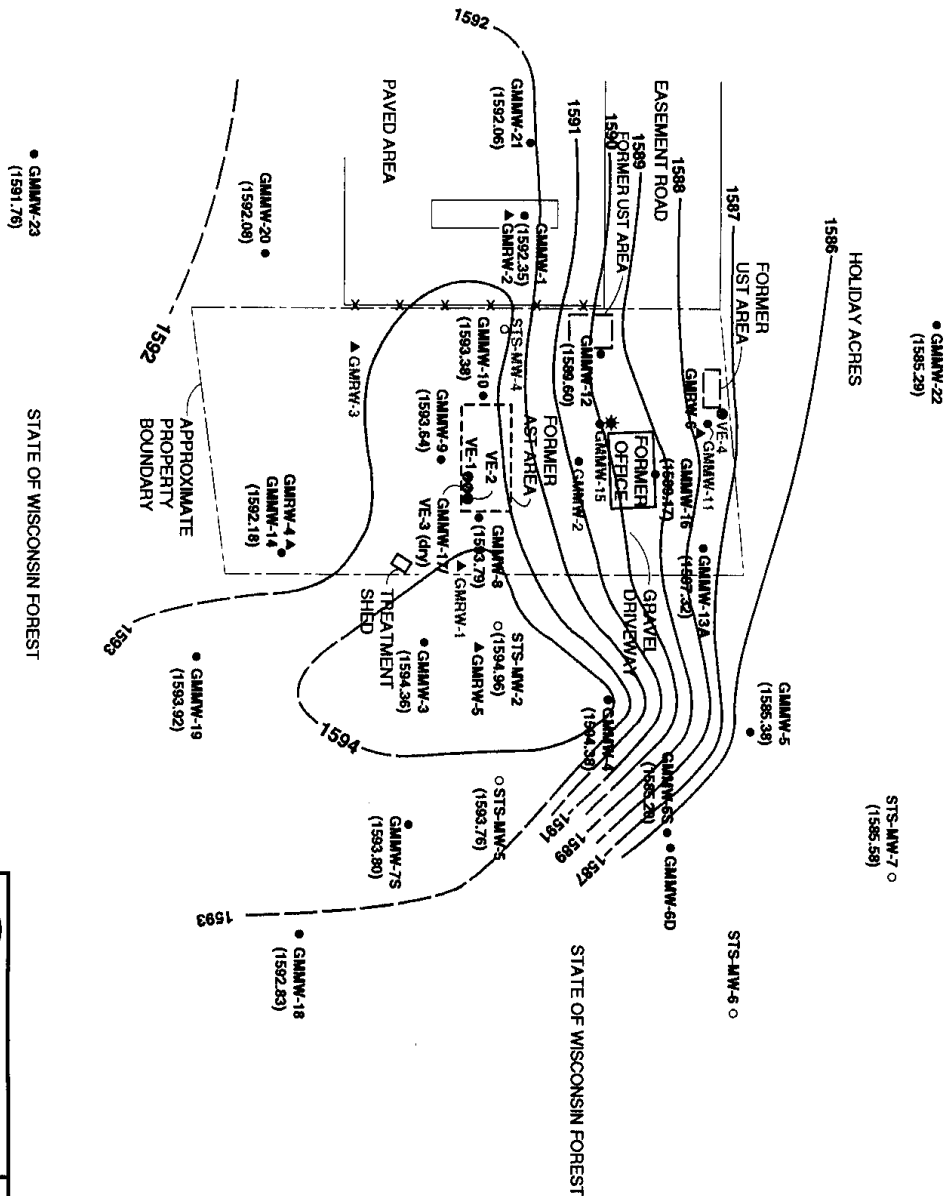 1592
PAVED AREA
GMMW-21
(1592.06)
EASEMENT ROAD
1591
1590
FORMER UST AREA
1589
1588
1587
1586
HOLIDAY ACRES
GMMW-22
(1585.29)
GMMW-23
(1591.76)
GMMW-20
(1592.08)
1592
GMMW-1
(1592.35)
GMRW-2
FORMER
UST AREA
STS-MW-4
GMMW-10
(1593.38)
GMRW-3
GMMW-12
(1589.60)
VE-4
GMMW-11
GMMW-15
GMMW-2
FORMER
OFFICE
GMMW-16
(1589.17)
FORMER
AST AREA
GMMW-9
(1593.64)
VE-1
VE-2
GMMW-17/
VE-3 (dry)
GMMW-8
(1593.79)
GMRW-1
GMRW-4
GMMW-14
(1592.18)
APPROXIMATE
PROPERTY
BOUNDARY
STATE OF WISCONSIN FOREST
TREATMENT
SHED
GRAVEL
DRIVEWAY
GMMW-13A
(1587.32)
GMMW-5
(1585.38)
STS-MW-2
(1594.96)
GMRW-5
GMMW-3
(1594.36)
GMMW-4
(1594.38)
1593
GMMW-19
(1593.92)
1594
STS-MW-5
(1593.76)
GMMW-7S
(1593.80)
GMMW-6S
GMMW-6D
1591
1589
1587
STS-MW-7
(1585.58)
STS-MW-6
1593
GMMW-18
(1592.83)
STATE OF WISCONSIN FOREST